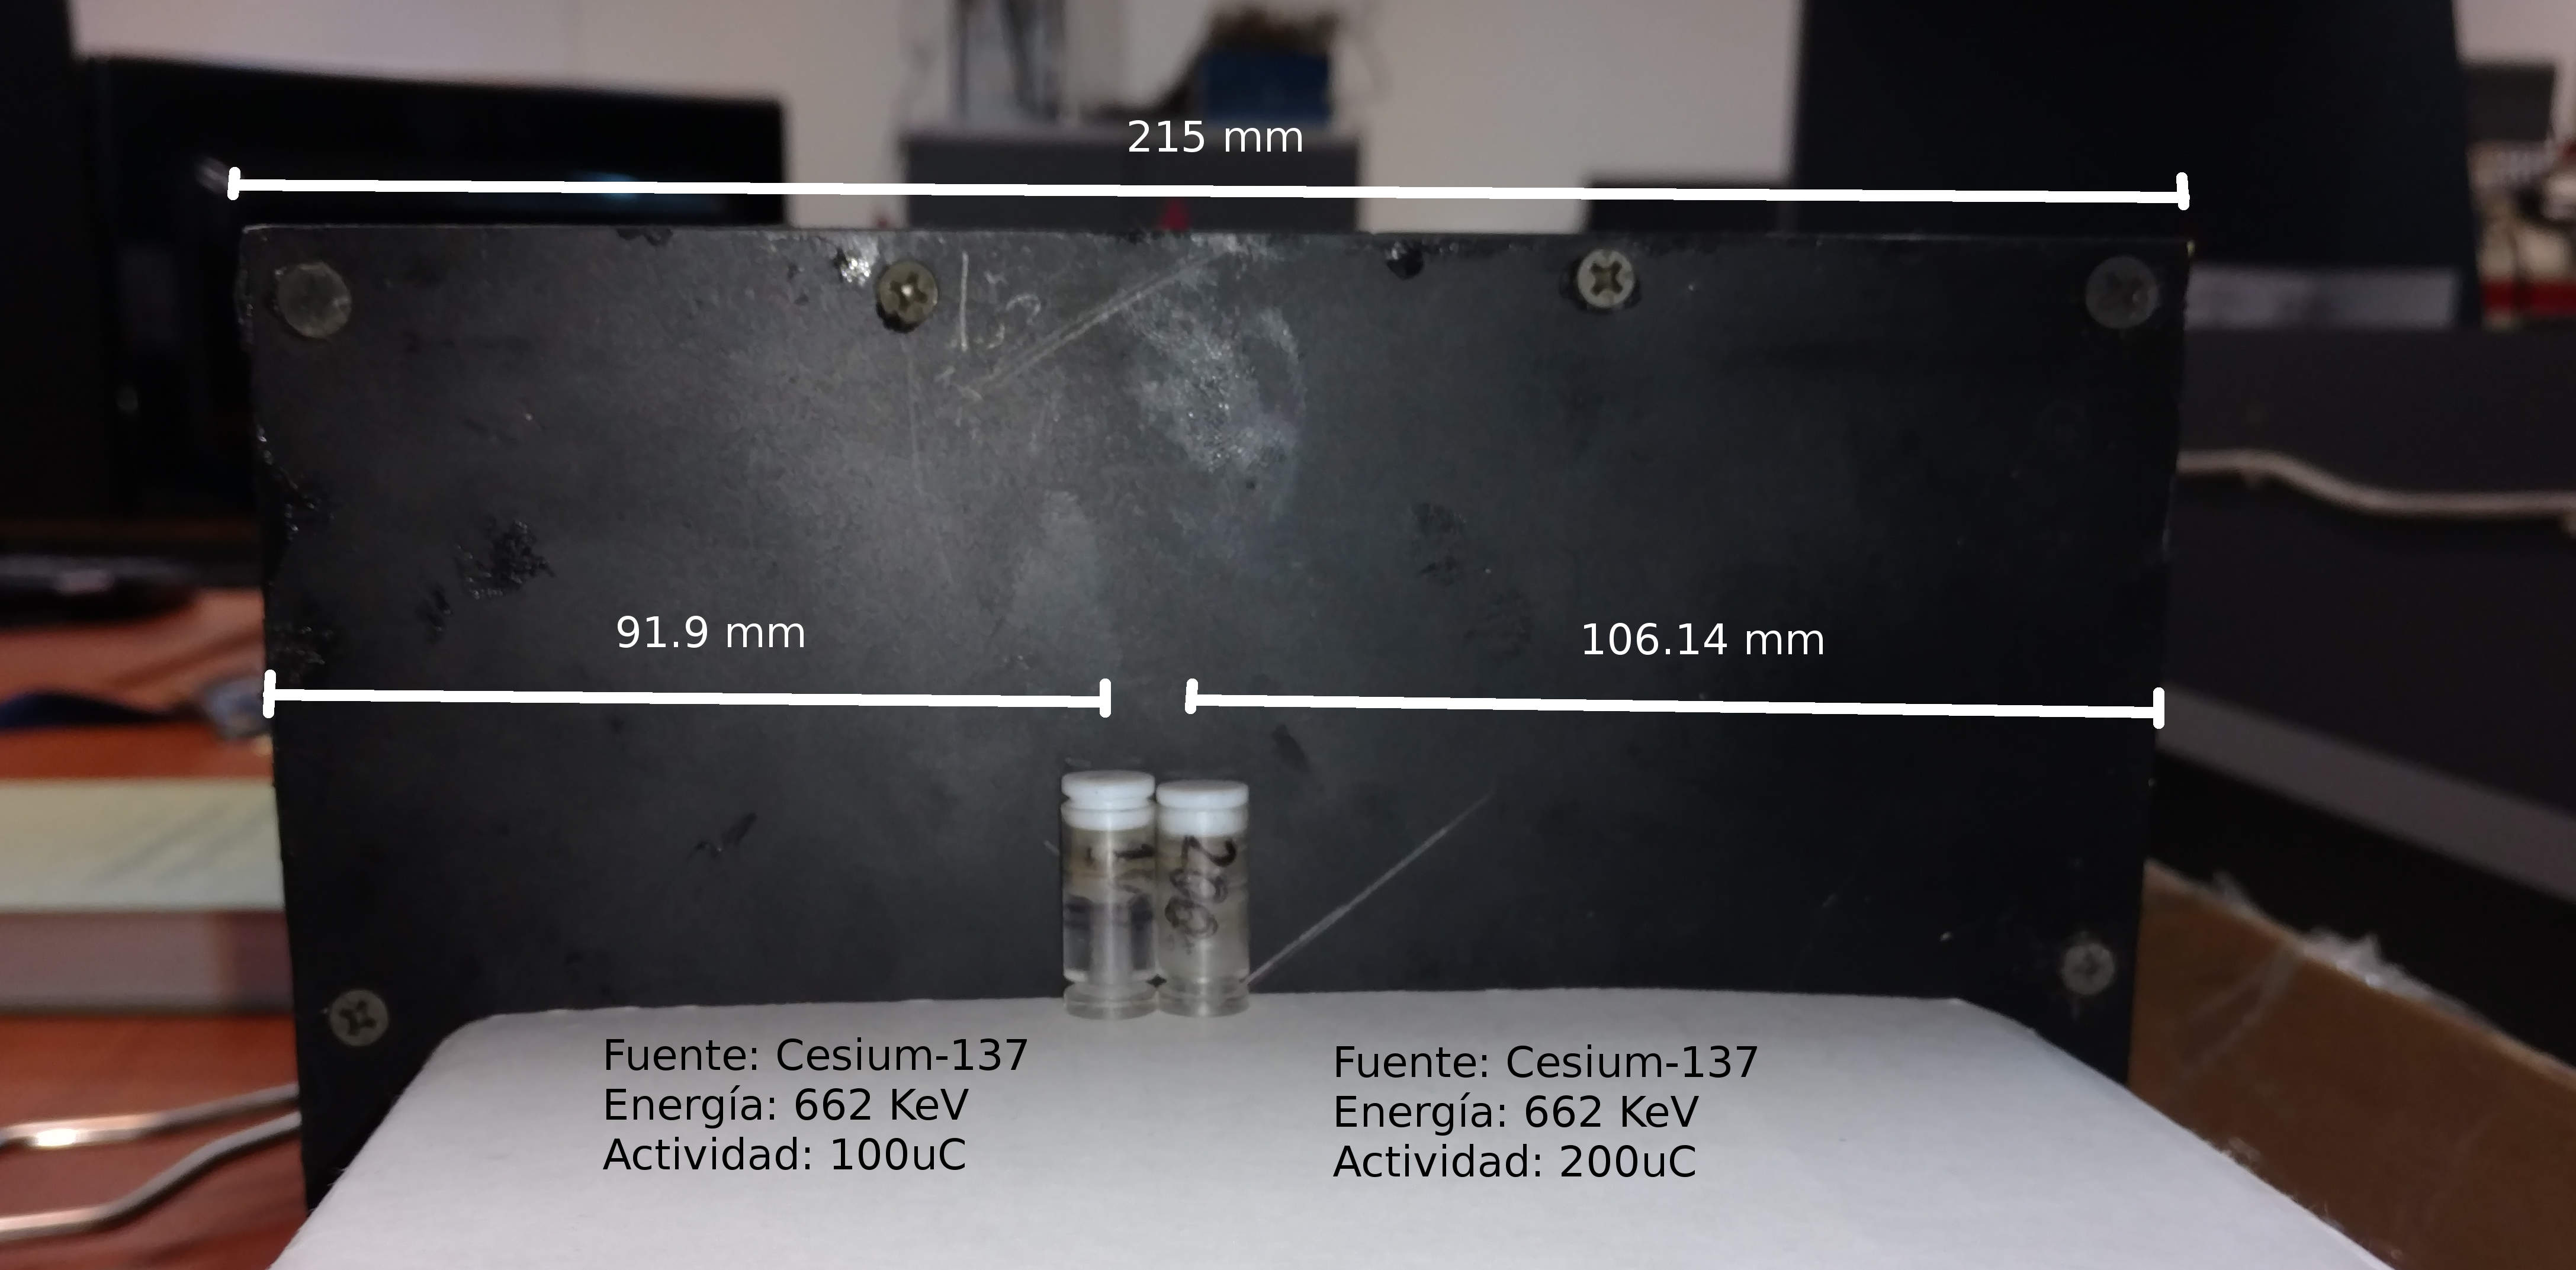 215 mm
91.9 mm
106.14 mm
200
Fuente: Cesium-137
Energía: 662 KeV
Actividad: 100uC
Fuente: Cesium-137
Energía: 662 KeV
Actividad: 200uC